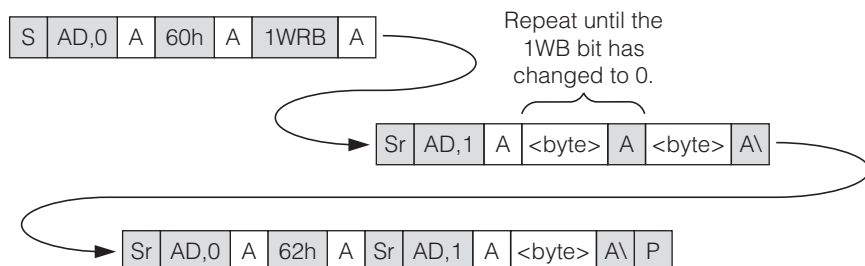 S AD,0 A 60h A 1WRB A
Repeat until the
1WB bit has
changed to 0.
Sr AD,1 A <byte> A <byte> A\
Sr AD,0 A 62h A Sr AD,1 A <byte> A\ P